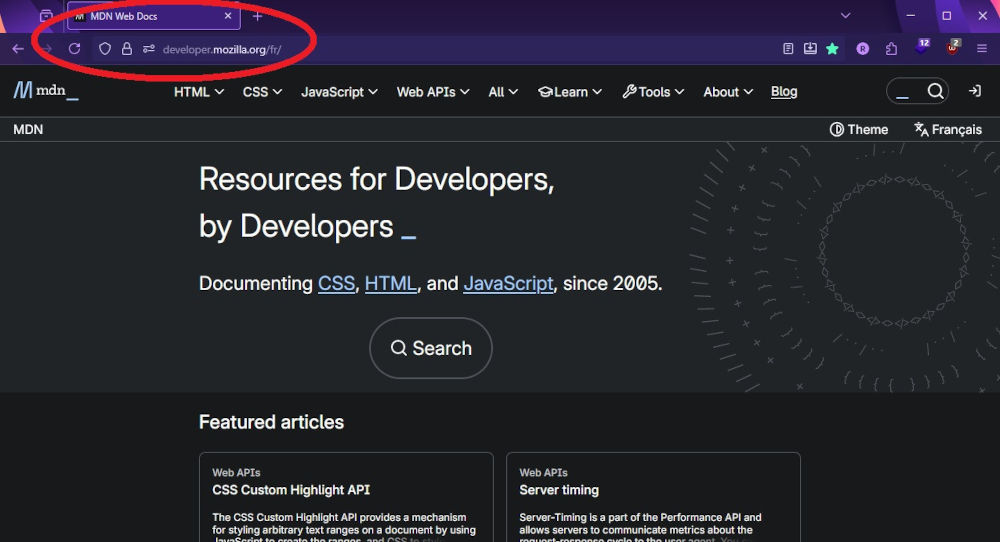 MDN Web Docs
developer.mozilla.org/fr/
R
12
2
mdn_
HTML CSS JavaScript Web APIs All Learn Tools About Blog
_
MDN
Theme Français
Resources for Developers,
by Developers _
Documenting CSS, HTML, and JavaScript, since 2005.
Search
Featured articles
Web APIs
CSS Custom Highlight API
The CSS Custom Highlight API provides a mechanism
for styling arbitrary text ranges on a document by using
JavaScript to create the ranges, and CSS to style
Web APIs
Server timing
Server-Timing is a part of the Performance API and
allows servers to communicate metrics about the
request-response cycle to the user agent. You